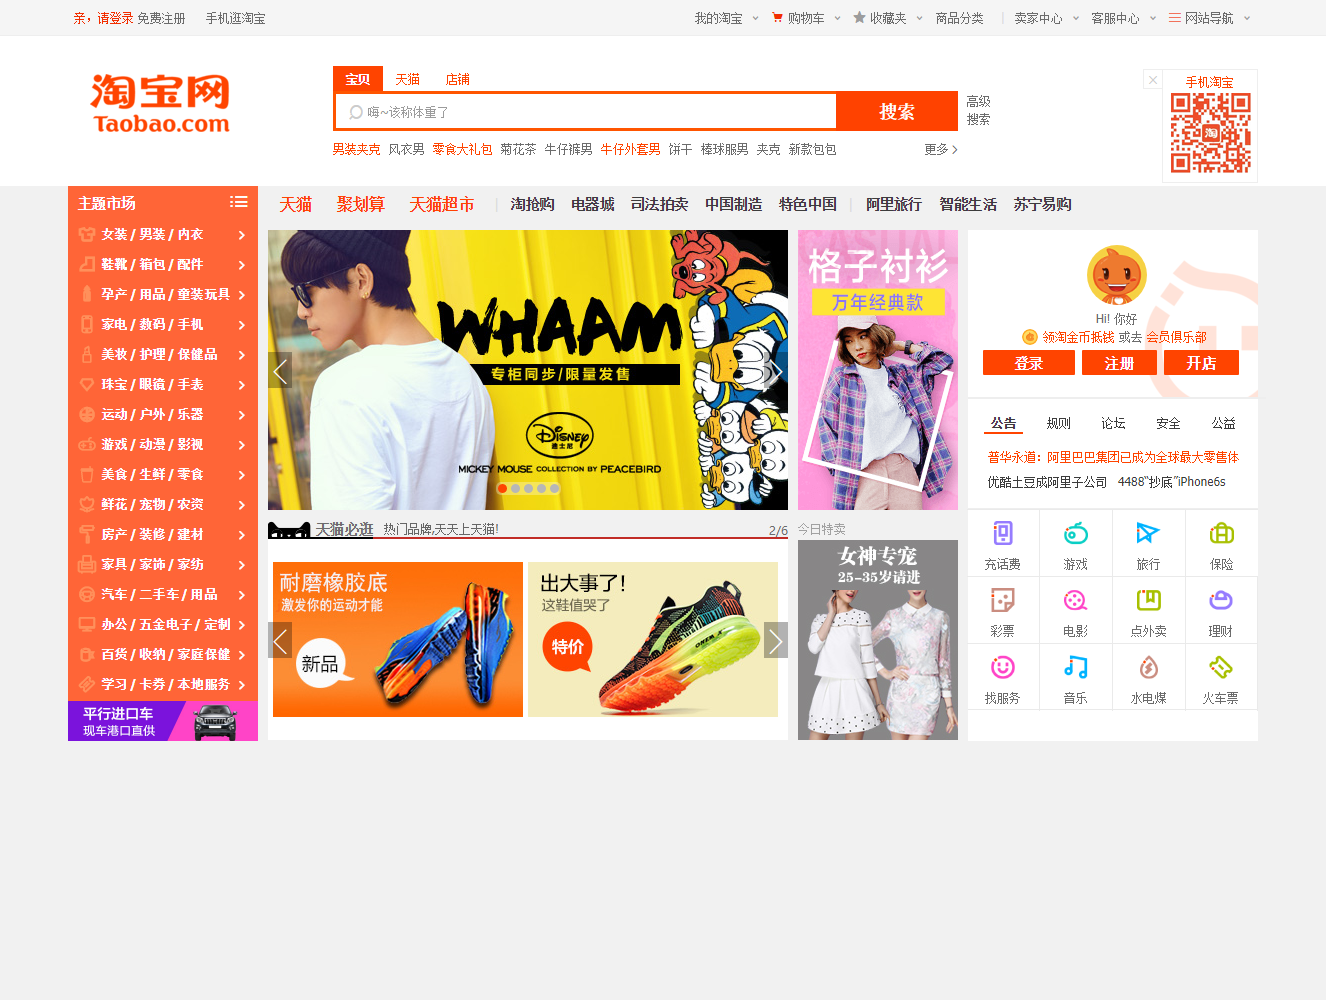 亲，请登录 免费注册 手机逛淘宝
我的淘宝 购物车 收藏夹 商品分类 卖家中心 客服中心 网站导航
淘宝网
Taobao.com
宝贝 天猫 店铺
嗨~该称体重了
搜索
高级
搜索
男装夹克 风衣男 零食大礼包 菊花茶 牛仔裤男 牛仔外套男 饼干 棒球服男 夹克 新款包包 更多
手机淘宝
淘
主题市场
天猫 聚划算 天猫超市 淘抢购 电器城 司法拍卖 中国制造 特色中国 阿里旅行 智能生活 苏宁易购
女装 / 男装 / 内衣
鞋靴 / 箱包 / 配件
孕产 / 用品 / 童装玩具
家电 / 数码 / 手机
美妆 / 护理 / 保健品
珠宝 / 眼镜 / 手表
运动 / 户外 / 乐器
游戏 / 动漫 / 影视
美食 / 生鲜 / 零食
鲜花 / 宠物 / 农资
房产 / 装修 / 建材
家具 / 家饰 / 家纺
汽车 / 二手车 / 用品
办公 / 五金电子 / 定制
百货 / 收纳 / 家庭保健
学习 / 卡券 / 本地服务
平行进口车
现车港口直供
WHAAM
专柜同步/限量发售
Disney
迪士尼
MICKEY MOUSE COLLECTION BY PEACEBIRD
格子衬衫
万年经典款
Hi! 你好
领淘金币抵钱 或去 会员俱乐部
登录 注册 开店
公告 规则 论坛 安全 公益
普华永道：阿里巴巴集团已成为全球最大零售体
优酷土豆成阿里子公司 4488“抄底”iPhone6s
天猫必逛 热门品牌,天天上天猫! 2/6
今日特卖
耐磨橡胶底
激发你的运动才能
新品
出大事了!
这鞋值哭了
特价
女神专宠
25-35岁请进
充话费 游戏 旅行 保险
彩票 电影 点外卖 理财
找服务 音乐 水电煤 火车票